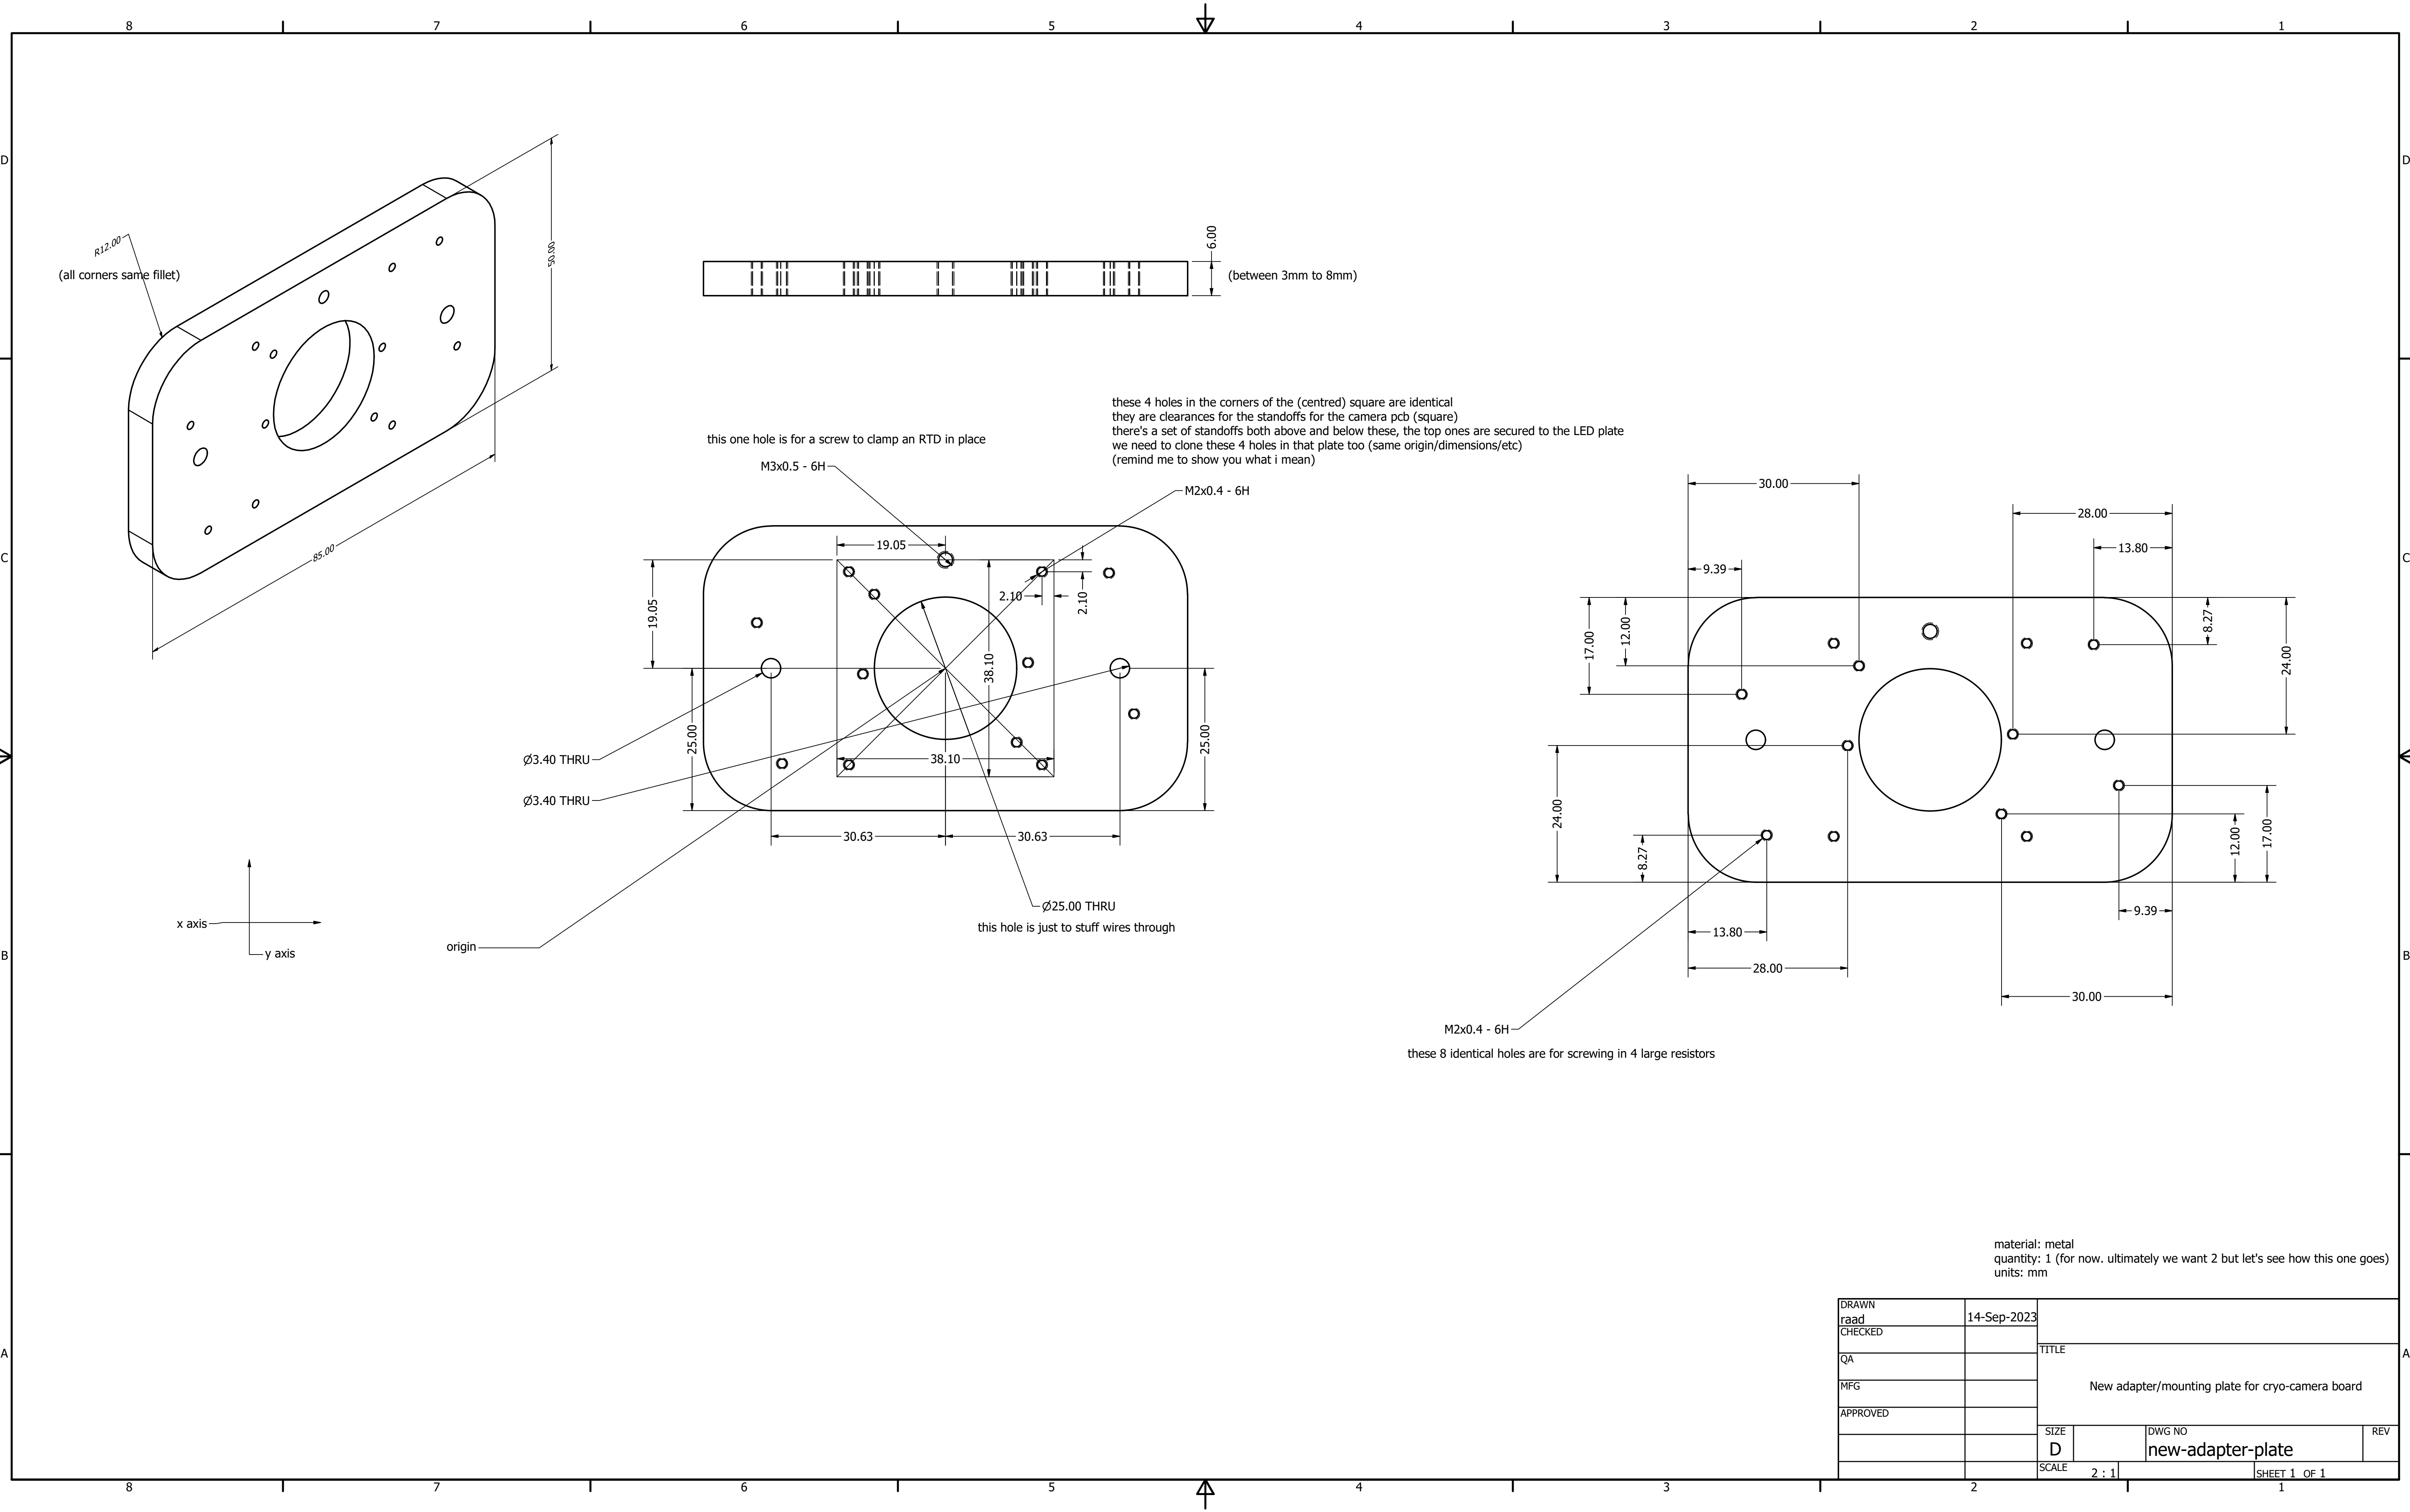 8 7 6 5 4 3 2 1
D
D
R12.00
(all corners same fillet)
50.00
85.00
6.00
(between 3mm to 8mm)
these 4 holes in the corners of the (centred) square are identical
they are clearances for the standoffs for the camera pcb (square)
there's a set of standoffs both above and below these, the top ones are secured to the LED plate
we need to clone these 4 holes in that plate too (same origin/dimensions/etc)
(remind me to show you what i mean)
this one hole is for a screw to clamp an RTD in place
M3x0.5 - 6H
M2x0.4 - 6H
C
C
19.05
19.05
2.10
2.10
38.10
38.10
25.00
25.00
Ø3.40 THRU
Ø3.40 THRU
30.63
30.63
Ø25.00 THRU
this hole is just to stuff wires through
origin
x axis
y axis
30.00
28.00
13.80
9.39
17.00
12.00
8.27
24.00
24.00
8.27
12.00
17.00
9.39
13.80
28.00
30.00
M2x0.4 - 6H
these 8 identical holes are for screwing in 4 large resistors
B
B
material: metal
quantity: 1 (for now. ultimately we want 2 but let's see how this one goes)
units: mm
A
A
DRAWN
raad
14-Sep-2023
CHECKED
QA
MFG
APPROVED
TITLE
New adapter/mounting plate for cryo-camera board
SIZE
D
DWG NO
new-adapter-plate
REV
SCALE
2 : 1
SHEET 1 OF 1
8 7 6 5 4 3 2 1